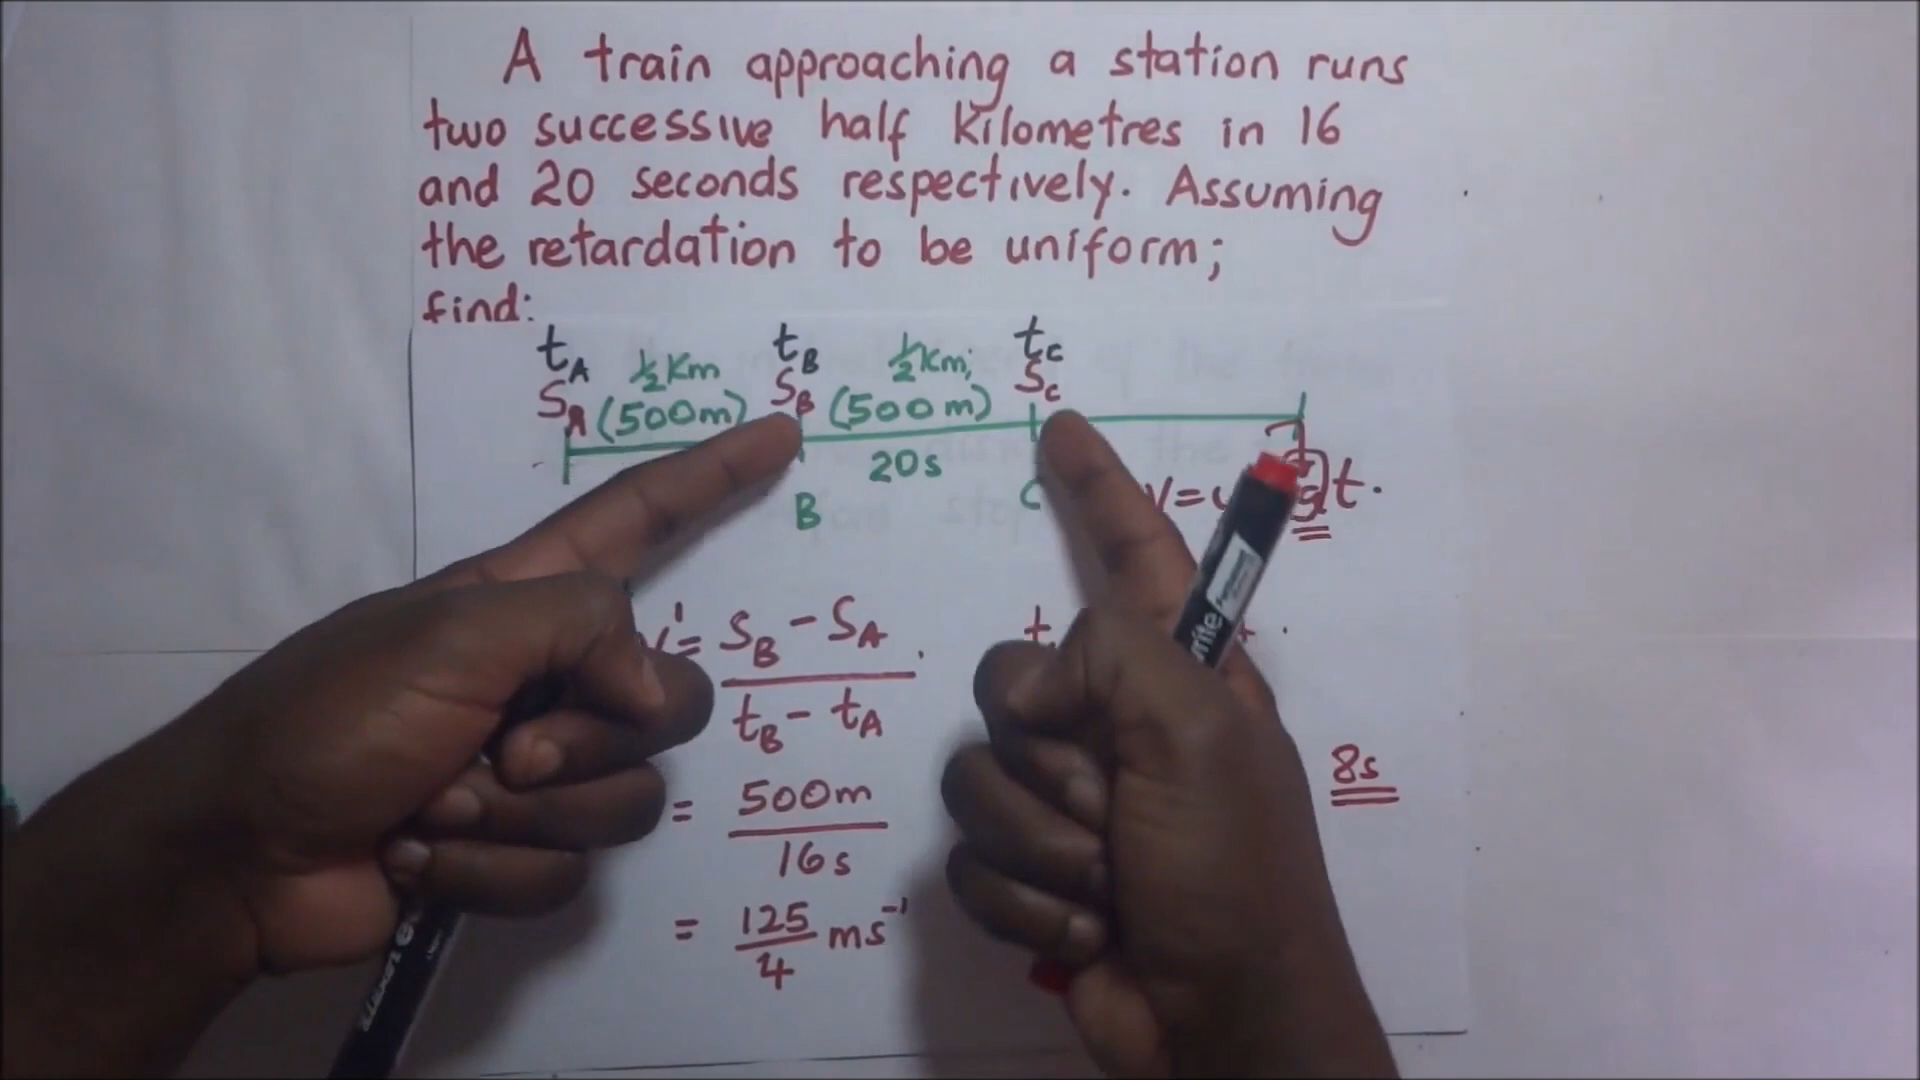 A train approaching a station runs
two successive half Kilometres in 16
and 20 seconds respectively. Assuming
the retardation to be uniform;
find:
tA tB tC
½Km ½Km;
SA SB SC
(500m) (500m)
20s
B C
V= t.
V'= SB - SA
tB - tA
= 500m
16s
8s
= 125 ms⁻¹
4
write